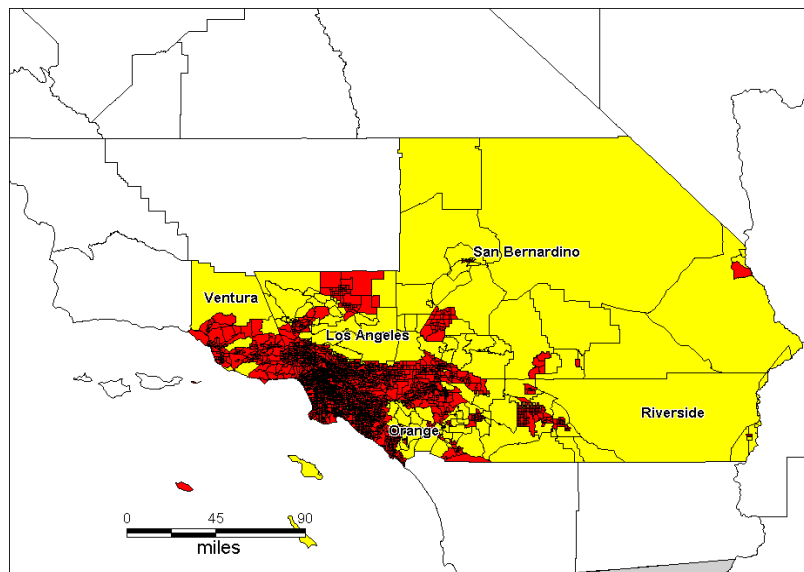 San Bernardino
Ventura
Los Angeles
Riverside
Orange
0 45 90
miles